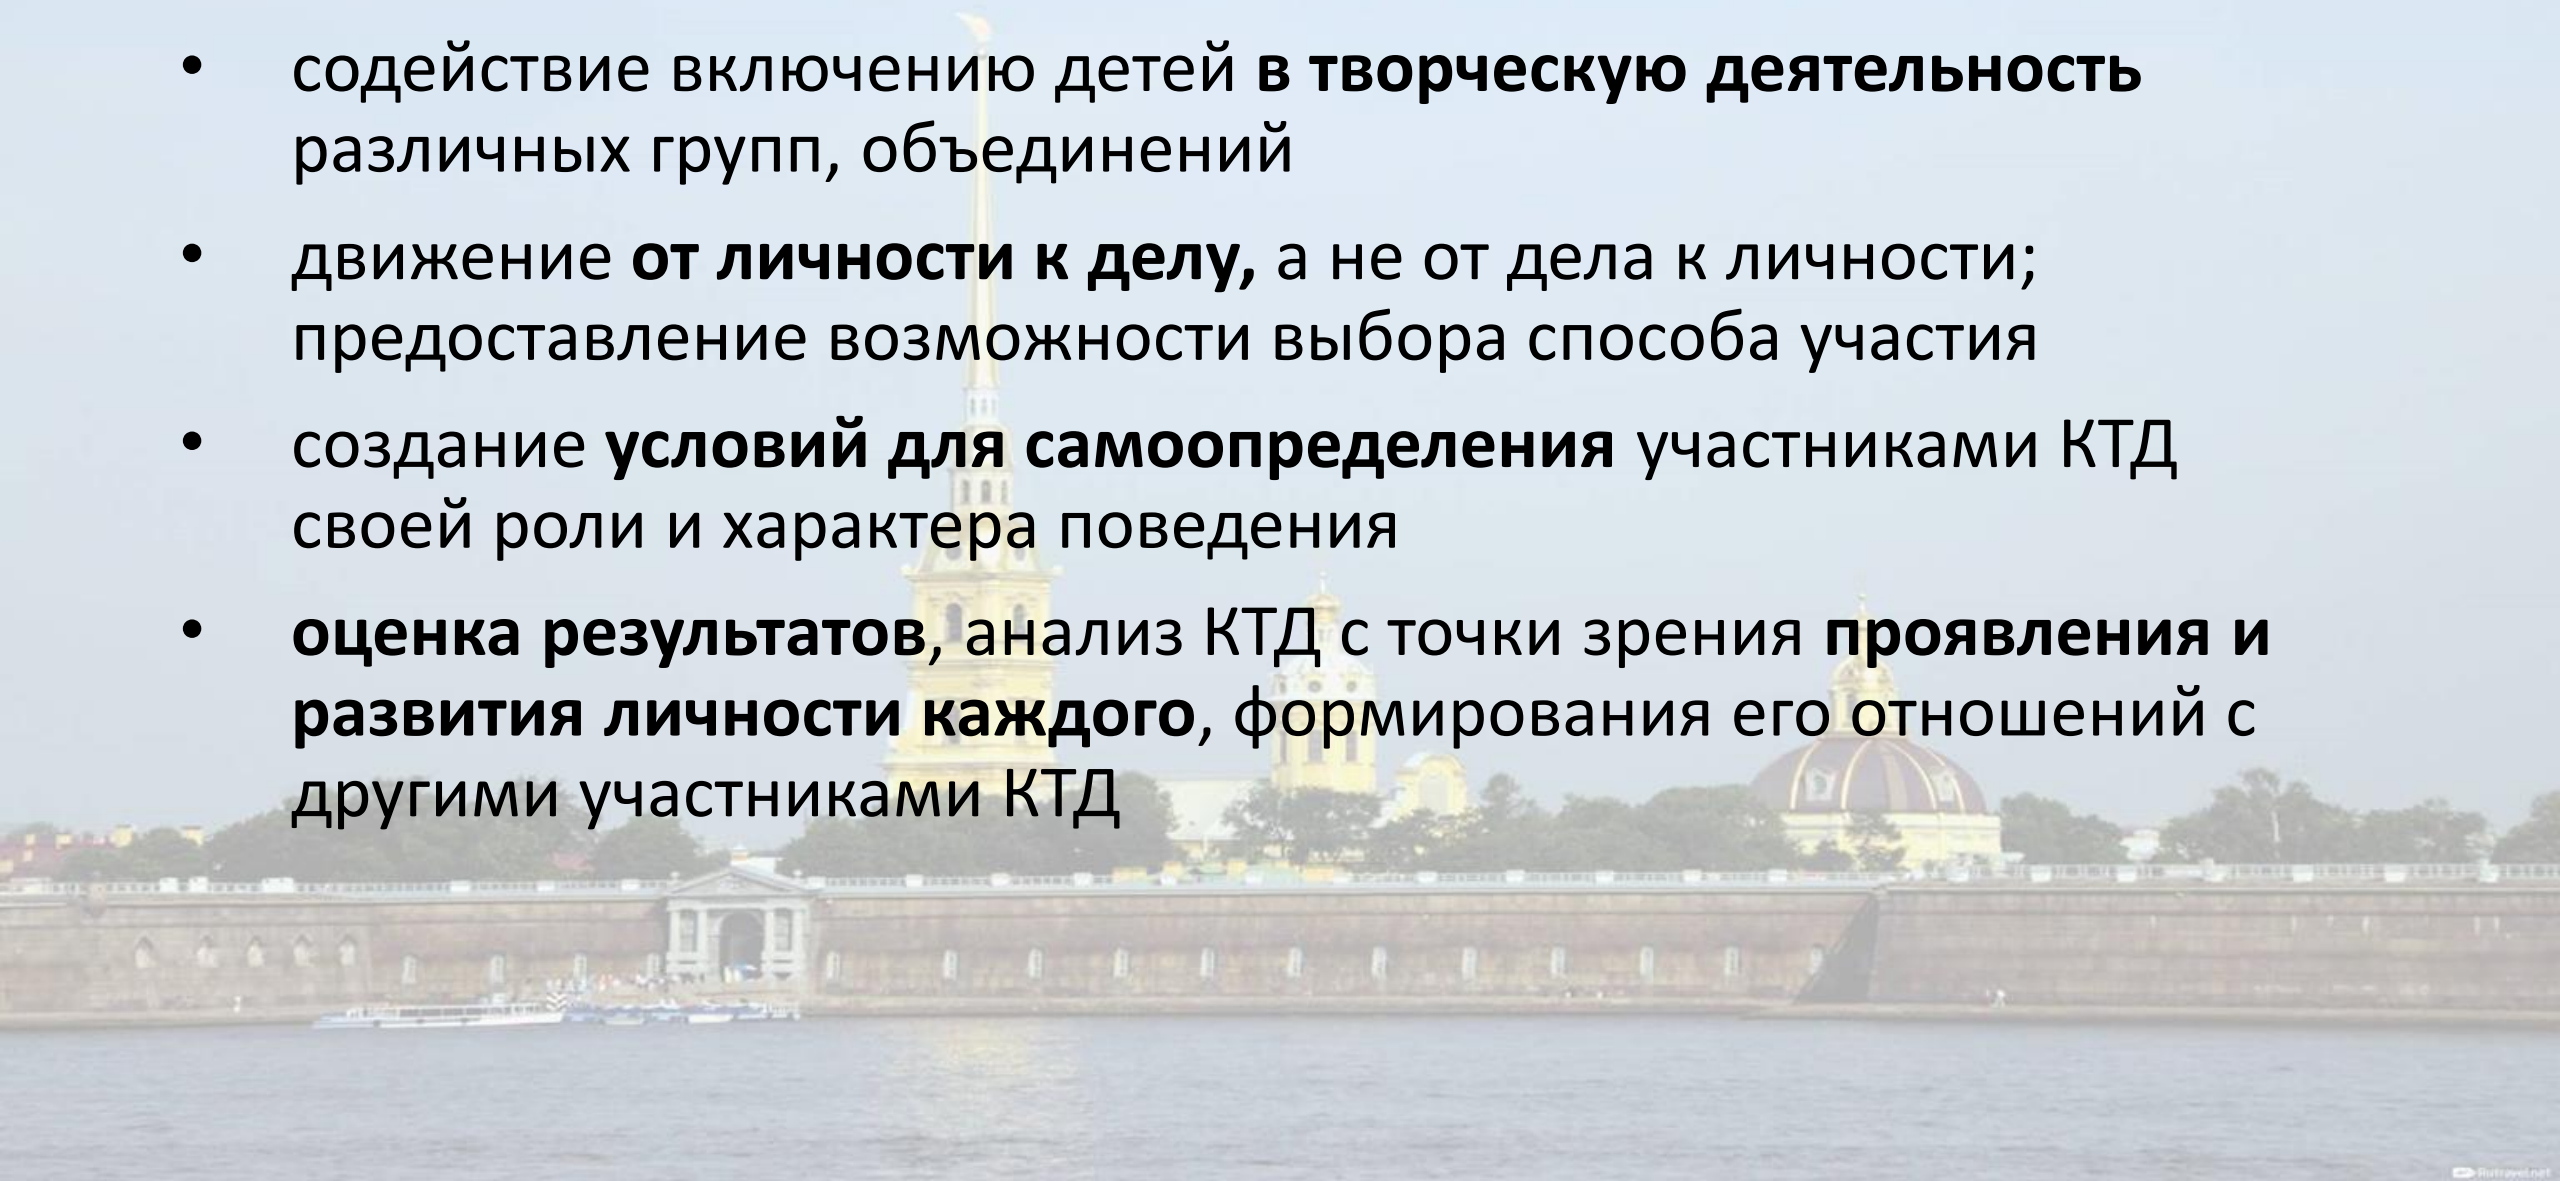 • содействие включению детей в творческую деятельность
различных групп, объединений
• движение от личности к делу, а не от дела к личности;
предоставление возможности выбора способа участия
• создание условий для самоопределения участниками КТД
своей роли и характера поведения
• оценка результатов, анализ КТД с точки зрения проявления и
развития личности каждого, формирования его отношений с
другими участниками КТД
Rutravel.net